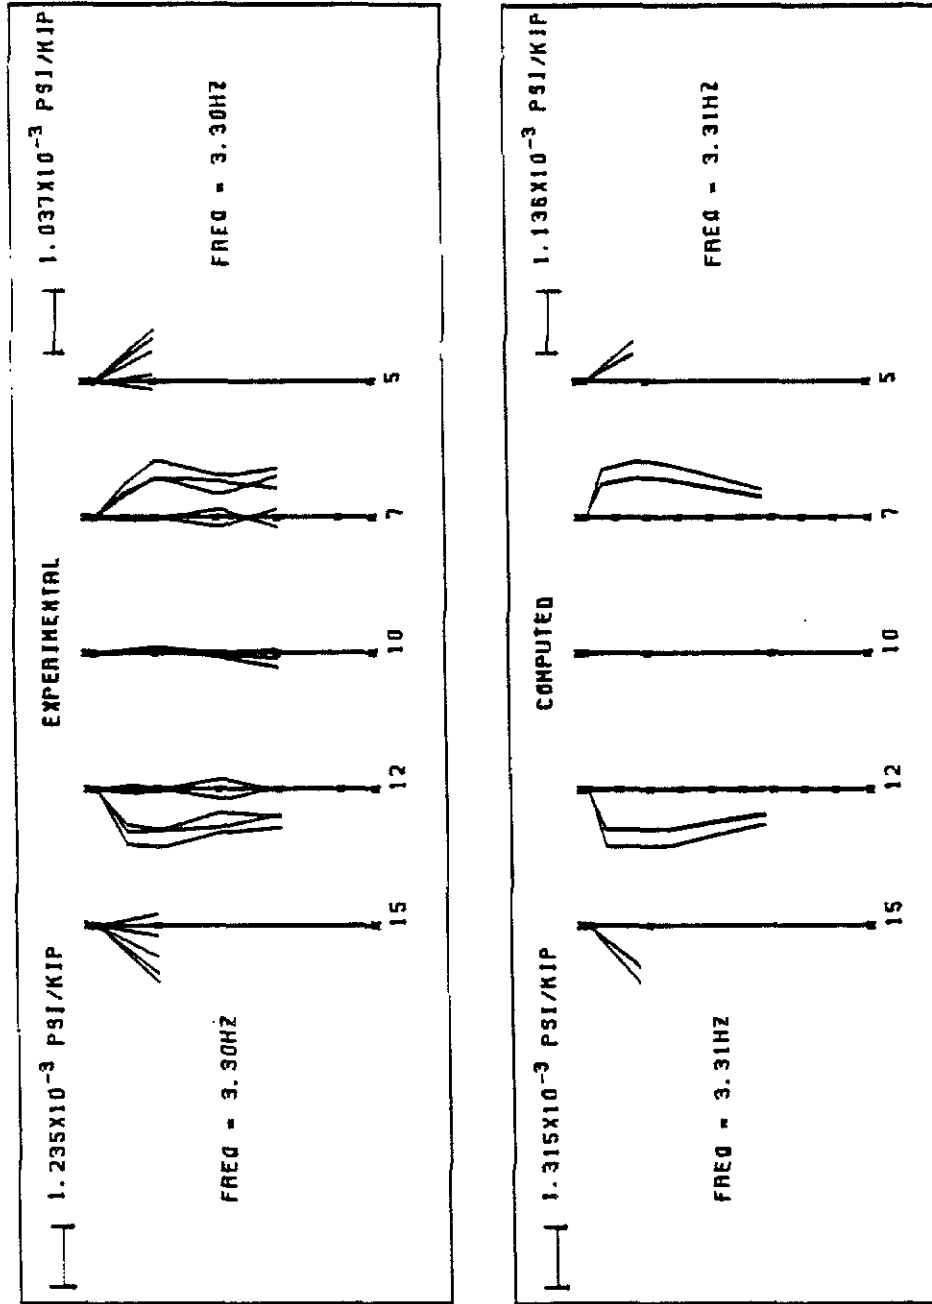 1.235X10⁻³ PSI/KIP
EXPERIMENTAL
1.037X10⁻³ PSI/KIP
FREQ = 3.30HZ
FREQ = 3.30HZ
15 12 10 7 5
1.315X10⁻³ PSI/KIP
COMPUTED
1.136X10⁻³ PSI/KIP
FREQ = 3.31HZ
FREQ = 3.31HZ
15 12 10 7 5